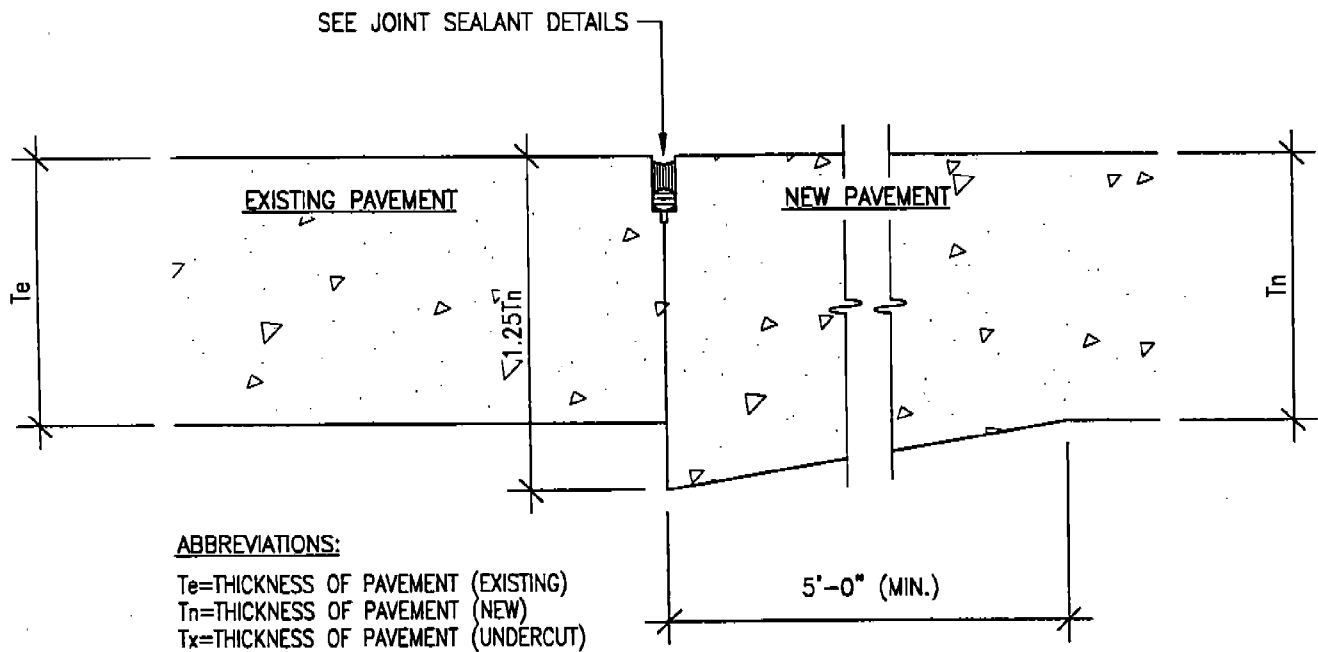 SEE JOINT SEALANT DETAILS
EXISTING PAVEMENT
NEW PAVEMENT
Te
1.25Tn
Tn
5'-0" (MIN.)
ABBREVIATIONS:
Te=THICKNESS OF PAVEMENT (EXISTING)
Tn=THICKNESS OF PAVEMENT (NEW)
Tx=THICKNESS OF PAVEMENT (UNDERCUT)